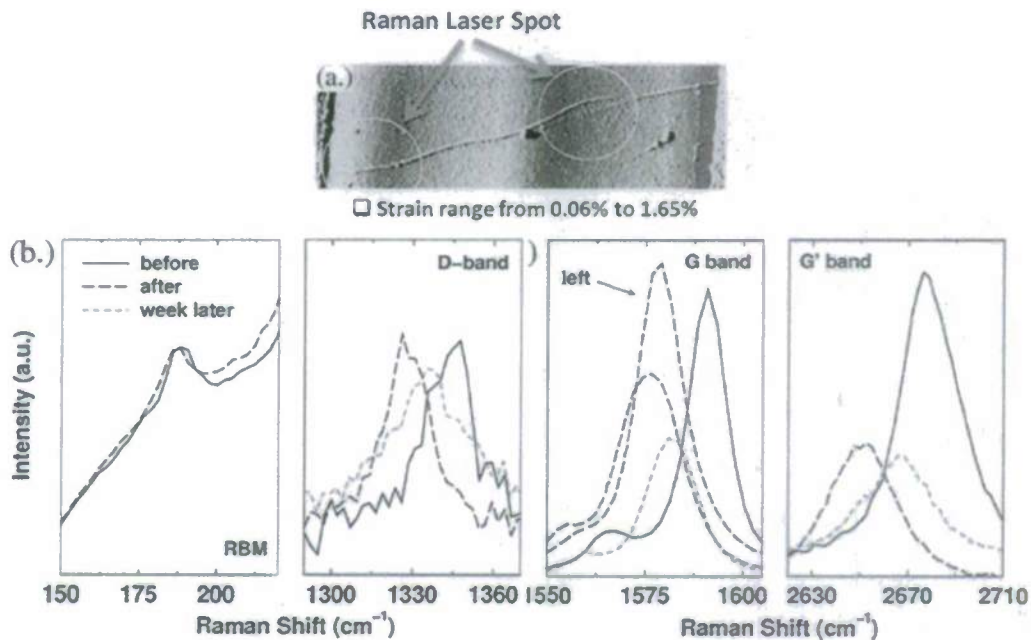 Raman Laser Spot
(a.)
❑ Strain range from 0.06% to 1.65%
(b.)
before
after
week later
RBM
D-band
)
left
G band
G' band
Intensity (a.u.)
150 175 200
1300 1330 1360
1550 1575 1600
2630 2670 2710
Raman Shift (cm⁻¹)
Raman Shift (cm⁻¹)